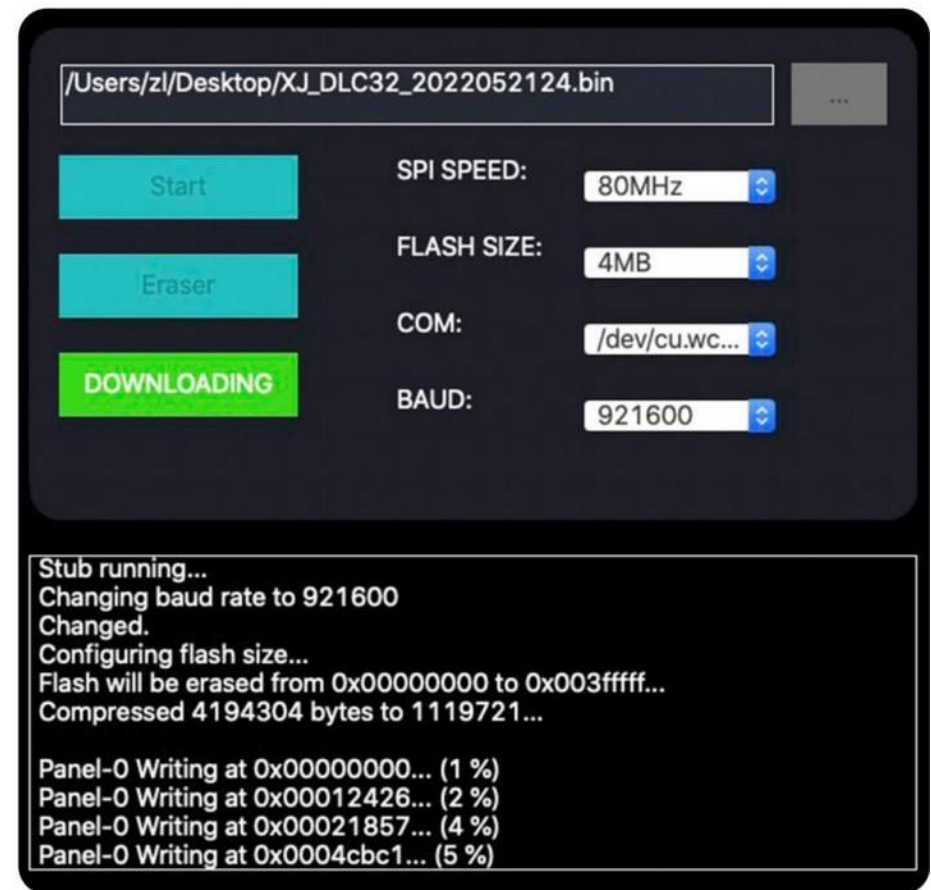 /Users/zl/Desktop/XJ_DLC32_2022052124.bin
...
Start
SPI SPEED:
80MHz
Eraser
FLASH SIZE:
4MB
COM:
/dev/cu.wc...
DOWNLOADING
BAUD:
921600
Stub running...
Changing baud rate to 921600
Changed.
Configuring flash size...
Flash will be erased from 0x00000000 to 0x003fffff...
Compressed 4194304 bytes to 1119721...
Panel-0 Writing at 0x00000000... (1 %)
Panel-0 Writing at 0x00012426... (2 %)
Panel-0 Writing at 0x00021857... (4 %)
Panel-0 Writing at 0x0004cbc1... (5 %)